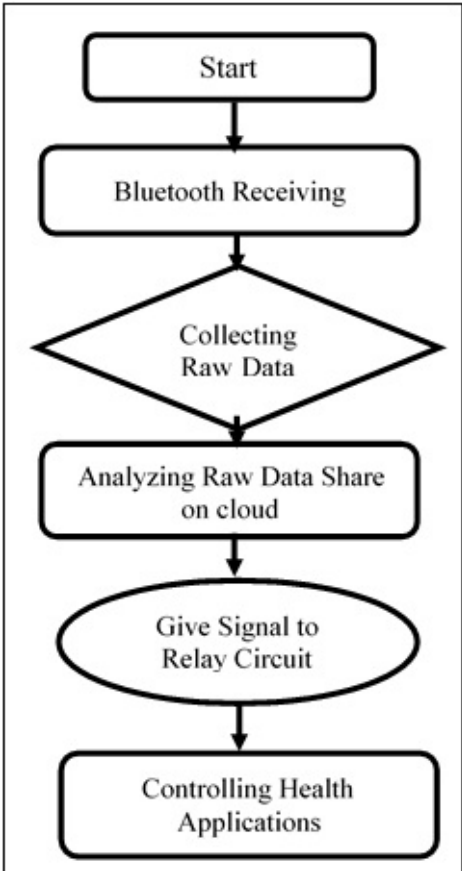 Start
Bluetooth Receiving
Collecting
Raw Data
Analyzing Raw Data Share
on cloud
Give Signal to
Relay Circuit
Controlling Health
Applications